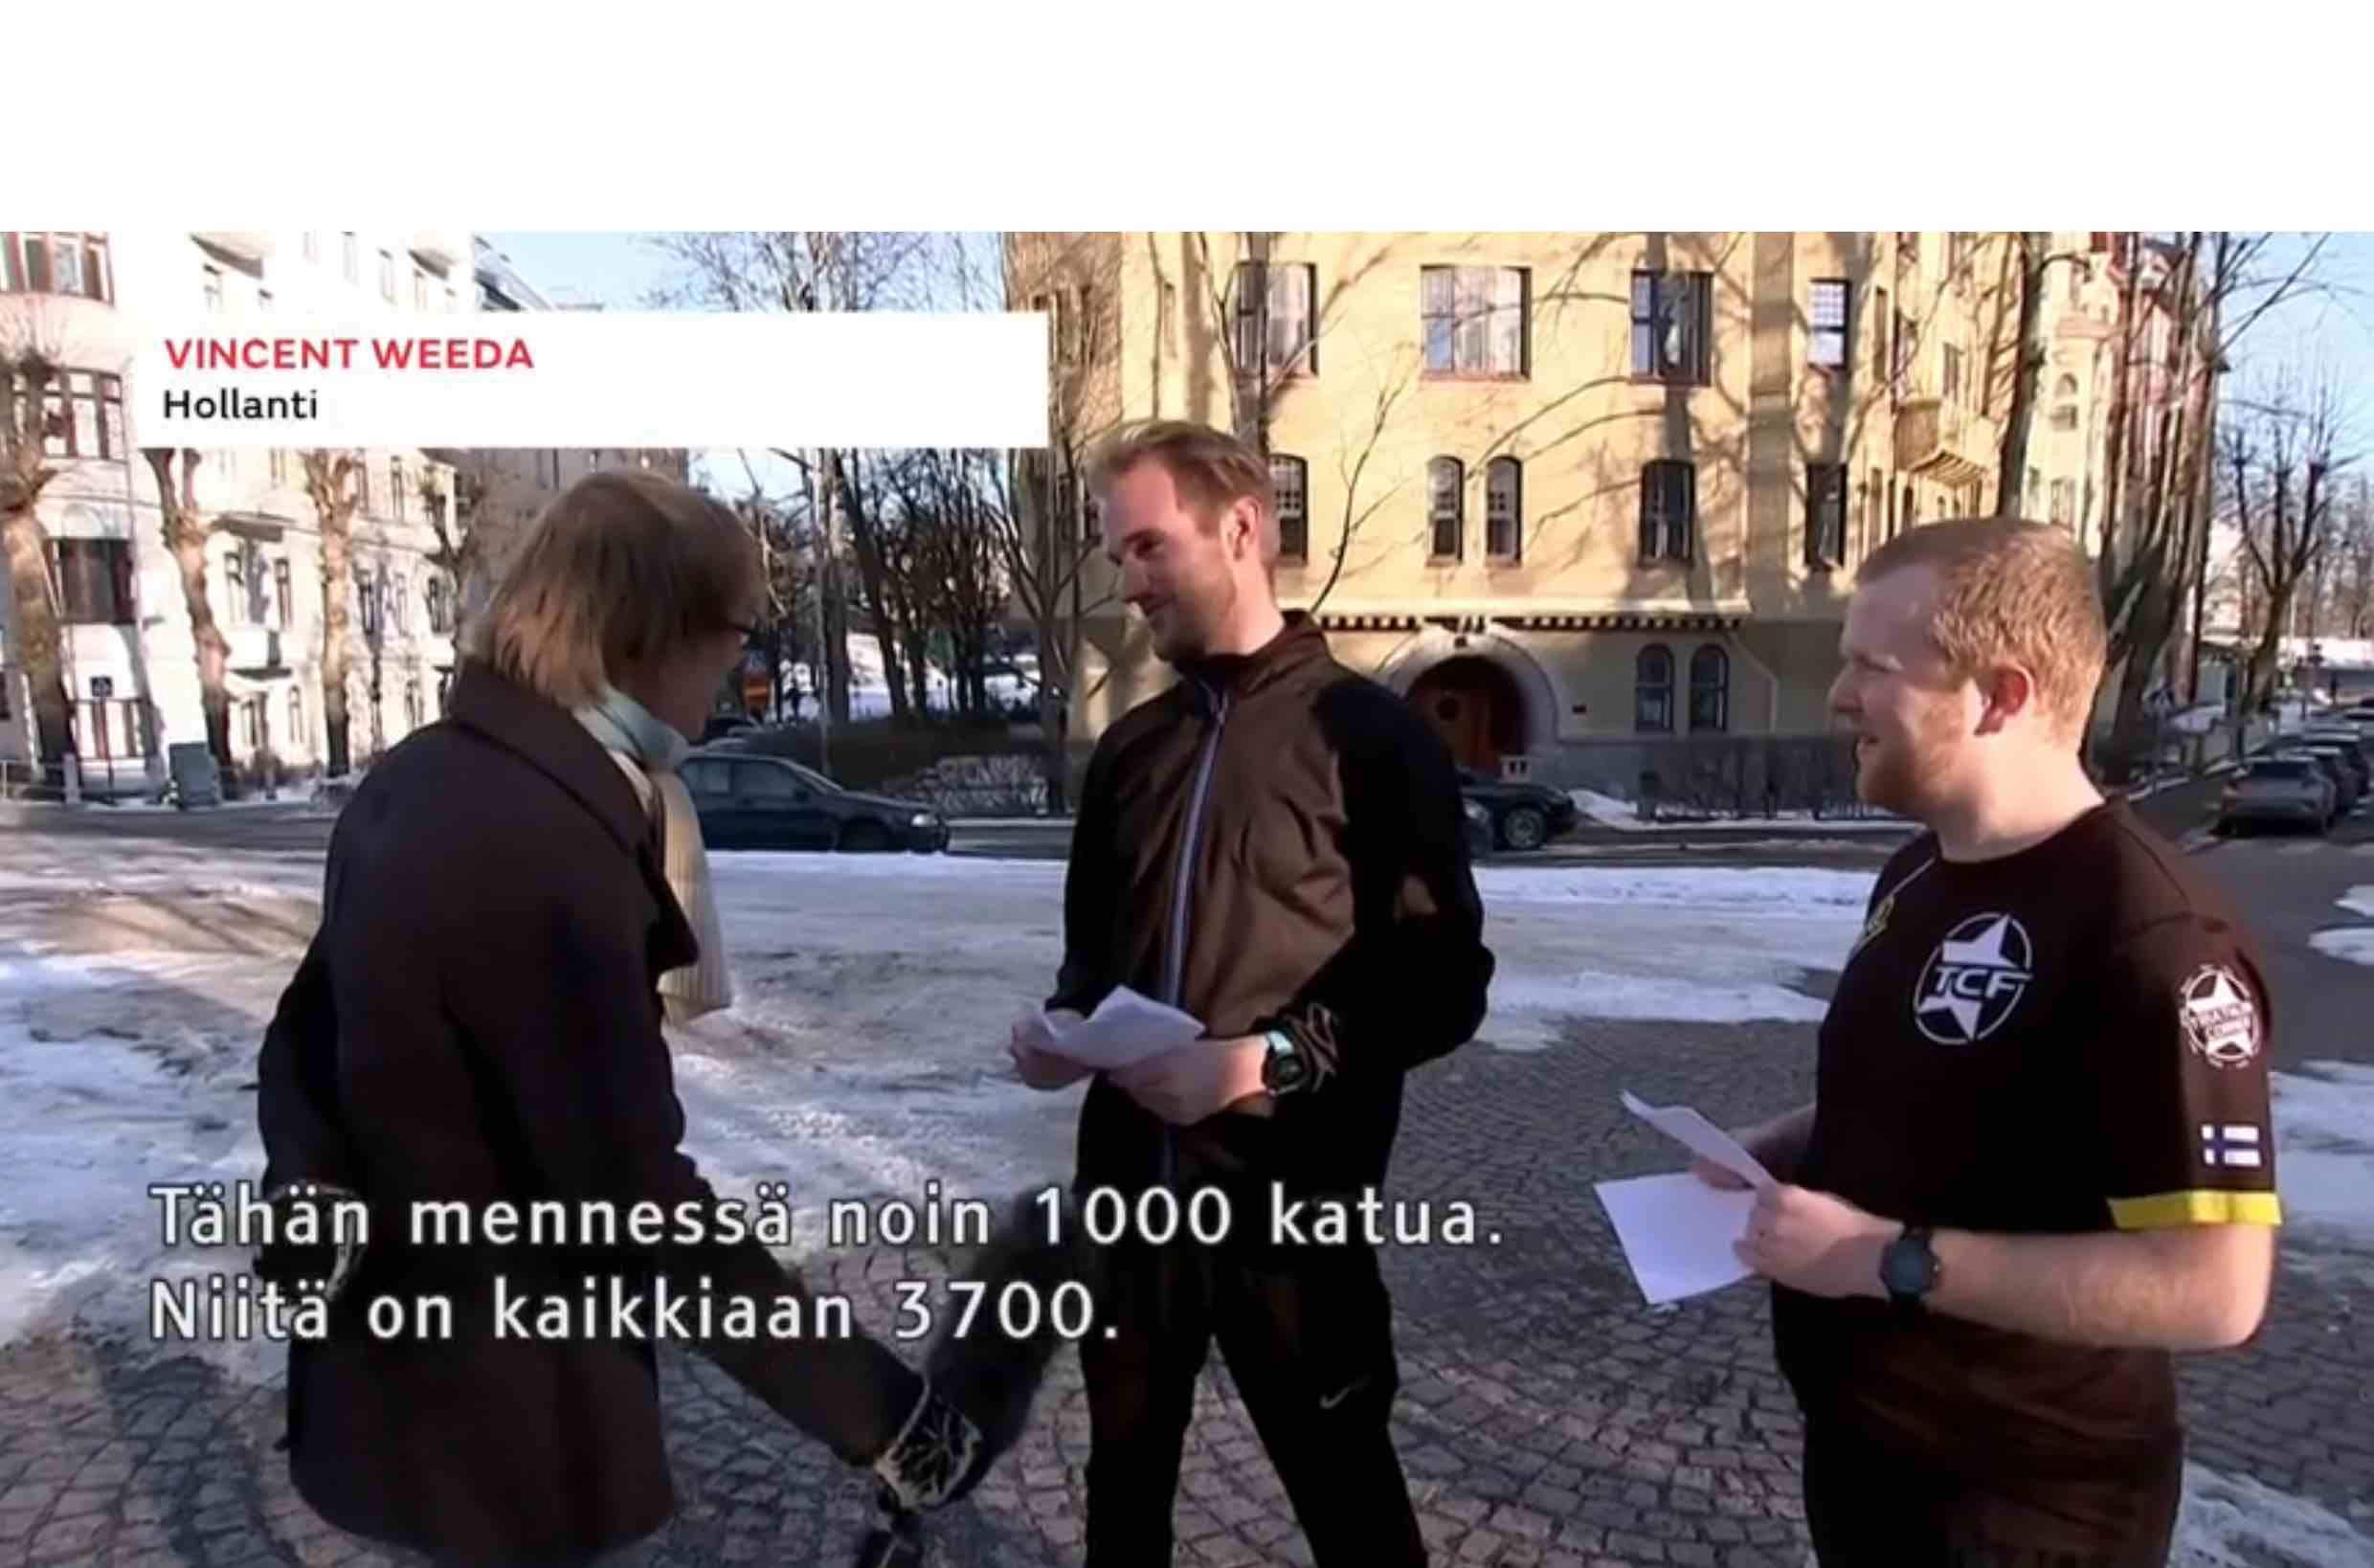 VINCENT WEEDA
Hollanti
TCF
Tähän mennessä noin 1000 katua.
Niitä on kaikkiaan 3700.